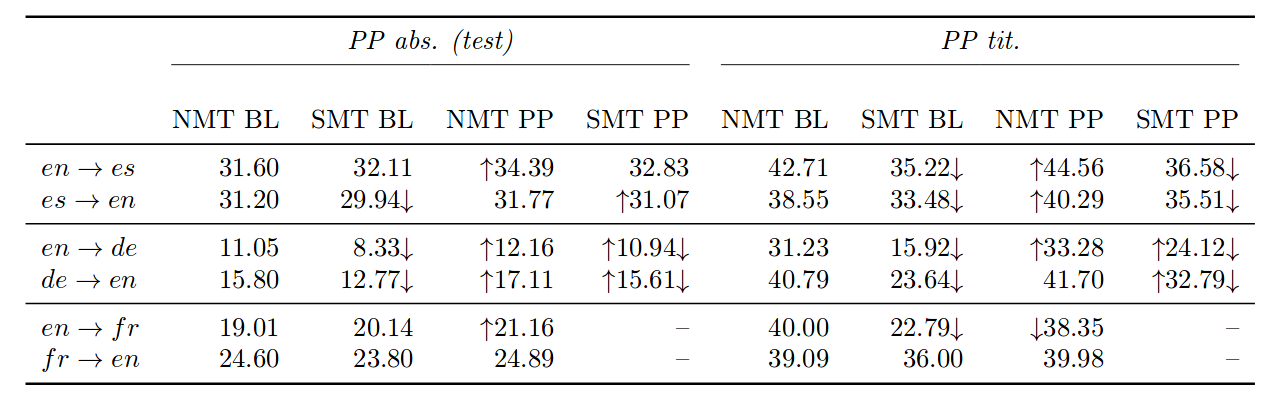 PP abs. (test) PP tit.
NMT BL SMT BL NMT PP SMT PP NMT BL SMT BL NMT PP SMT PP
en → es 31.60 32.11 ↑34.39 32.83 42.71 35.22↓ ↑44.56 36.58↓
es → en 31.20 29.94↓ 31.77 ↑31.07 38.55 33.48↓ ↑40.29 35.51↓
en → de 11.05 8.33↓ ↑12.16 ↑10.94↓ 31.23 15.92↓ ↑33.28 ↑24.12↓
de → en 15.80 12.77↓ ↑17.11 ↑15.61↓ 40.79 23.64↓ 41.70 ↑32.79↓
en → fr 19.01 20.14 ↑21.16 – 40.00 22.79↓ ↓38.35 –
fr → en 24.60 23.80 24.89 – 39.09 36.00 39.98 –